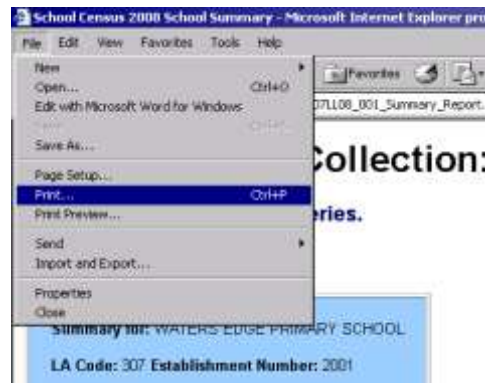 School Census 2008 School Summary - Microsoft Internet Explorer pro
File Edit View Favorites Tools Help
New
Favorites
Open... Ctrl+O
Edit with Microsoft Word for Windows
07LL08_001_Summary_Report.
Save As...
Collection:
Page Setup...
Print... Ctrl+P
eries.
Print Preview...
Send
Import and Export...
Properties
Close
Summary for: WATERS EDGE PRIMARY SCHOOL
LA Code: 307 Establishment Number: 2001